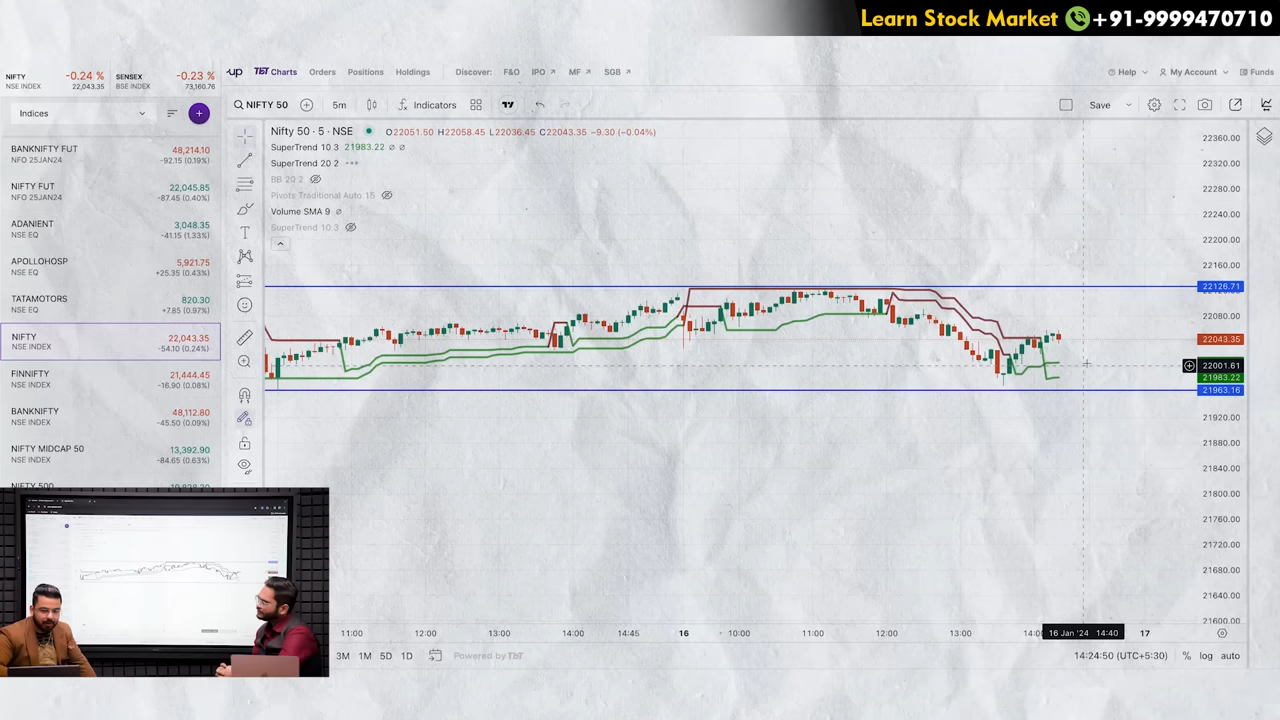 Learn Stock Market +91-9999470710
NIFTY -0.24 % SENSEX -0.23 %
NSE INDEX 22,043.35 BSE INDEX 73,160.76
up TBT Charts Orders Positions Holdings Discover: F&O IPO MF SGB Help My Account Funds
Indices
NIFTY 50 5m Indicators Save
Nifty 50 · 5 · NSE O22051.50 H22058.45 L22036.45 C22043.35 -9.30 (-0.04%)
SuperTrend 10 3 21983.22
SuperTrend 20 2
BB 20 2
Pivots Traditional Auto 15
Volume SMA 9
SuperTrend 10 3
BANKNIFTY FUT 48,214.10
NFO 25JAN24 -92.15 (0.19%)
NIFTY FUT 22,045.85
NFO 25JAN24 -87.45 (0.40%)
ADANIENT 3,048.35
NSE EQ -41.15 (1.33%)
APOLLOHOSP 5,921.75
NSE EQ +25.35 (0.43%)
TATAMOTORS 820.30
NSE EQ +7.85 (0.97%)
NIFTY 22,043.35
NSE INDEX -54.10 (0.24%)
FINNIFTY 21,444.45
NSE INDEX -16.90 (0.08%)
BANKNIFTY 48,112.80
NSE INDEX -45.50 (0.09%)
NIFTY MIDCAP 50 13,392.90
NSE INDEX -84.65 (0.63%)
NIFTY 500
22360.00
22320.00
22280.00
22240.00
22200.00
22160.00
22126.71
22080.00
22043.35
22001.61
21983.22
21963.16
21920.00
21880.00
21840.00
21800.00
21760.00
21720.00
21680.00
21640.00
21600.00
11:00 12:00 13:00 14:00 14:45 16 10:00 11:00 12:00 13:00 16 Jan '24 14:40 17
3M 1M 5D 1D Powered by TBT 14:24:50 (UTC+5:30) % log auto